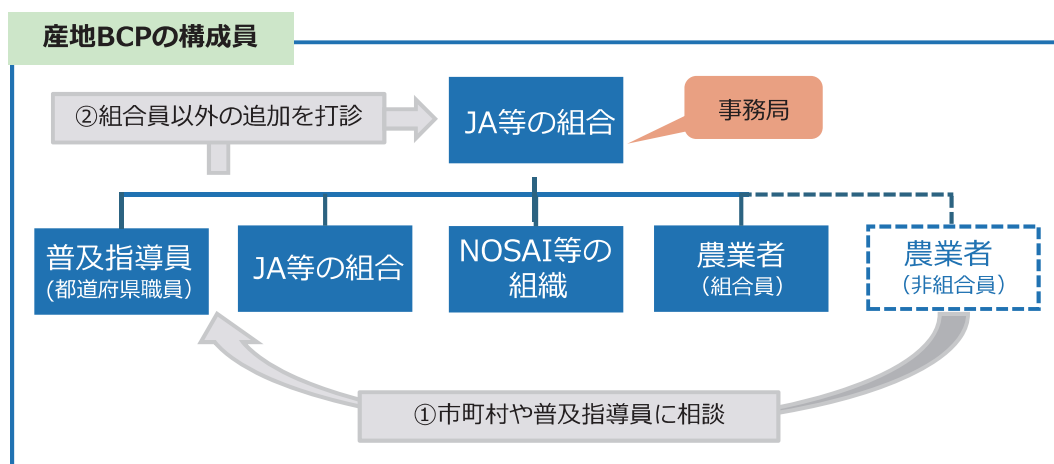 産地BCPの構成員
②組合員以外の追加を打診
JA等の組合
事務局
普及指導員
(都道府県職員)
JA等の組合
NOSAI等の
組織
農業者
(組合員)
農業者
(非組合員)
①市町村や普及指導員に相談